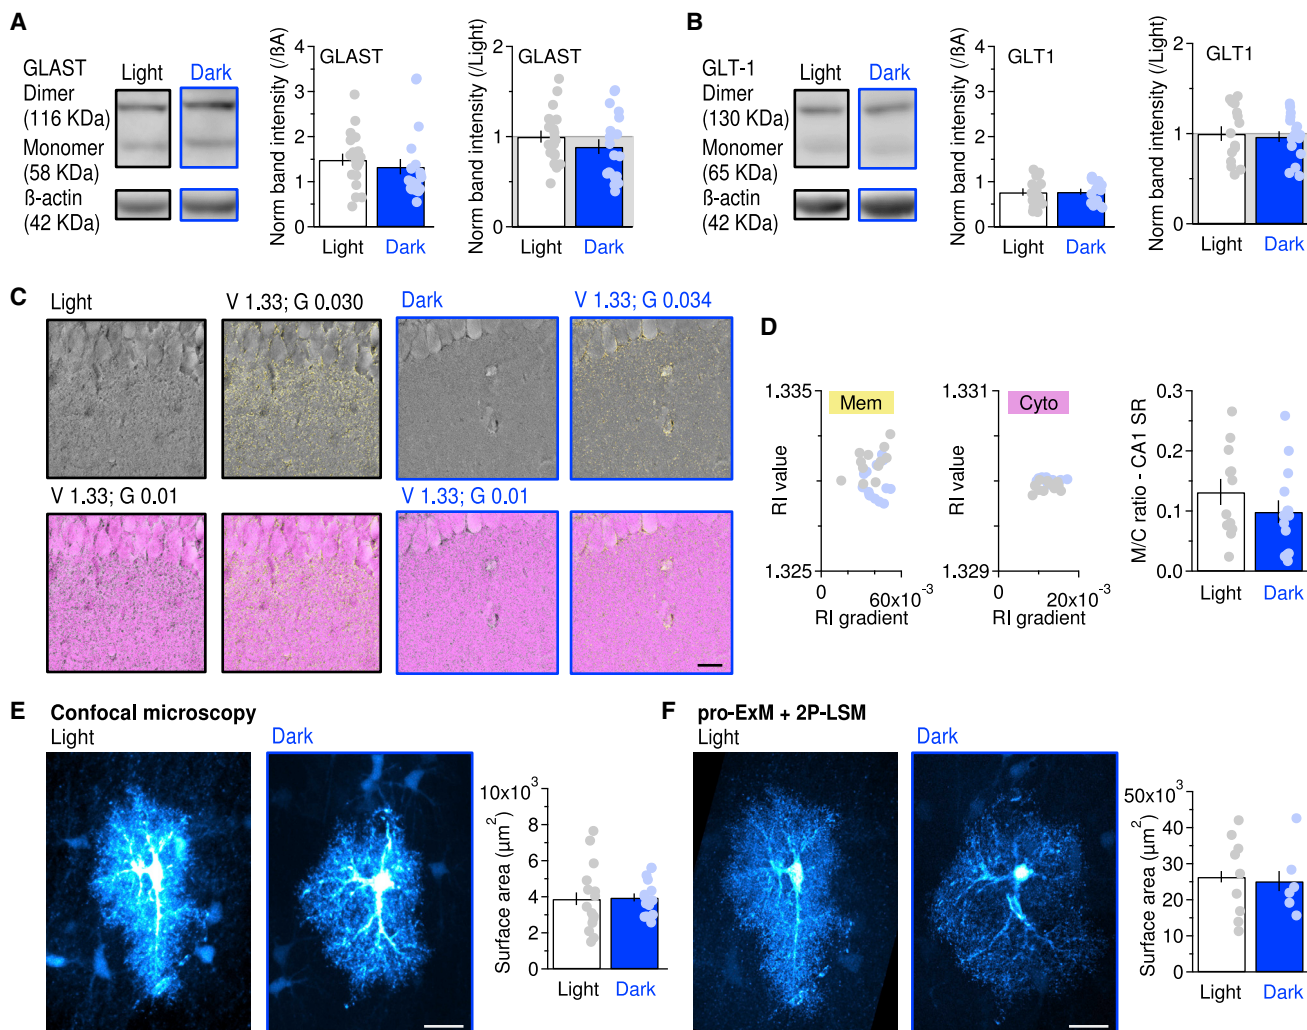 A
GLAST
Dimer
(116 KDa)
Monomer
(58 KDa)
ß-actin
(42 KDa)
Light
Dark
Norm band intensity (/ßA)
4
3
2
1
0
GLAST
Light
Dark
Norm band intensity (/Light)
2
1
0
GLAST
Light
Dark
B
GLT-1
Dimer
(130 KDa)
Monomer
(65 KDa)
ß-actin
(42 KDa)
Light
Dark
Norm band intensity (/ßA)
4
3
2
1
0
GLT1
Light
Dark
Norm band intensity (/Light)
2
1
0
GLT1
Light
Dark
C
Light
V 1.33; G 0.030
Dark
V 1.33; G 0.034
V 1.33; G 0.01
V 1.33; G 0.01
D
1.335
RI value
1.325
Mem
0
60x10⁻³
RI gradient
1.331
RI value
1.329
Cyto
0
20x10⁻³
RI gradient
M/C ratio - CA1 SR
0.3
0.2
0.1
0.0
Light
Dark
E
Confocal microscopy
Light
Dark
10x10³
8
6
4
2
0
Surface area (µm²)
Light
Dark
F
pro-ExM + 2P-LSM
Light
Dark
50x10³
40
30
20
10
0
Surface area (µm²)
Light
Dark